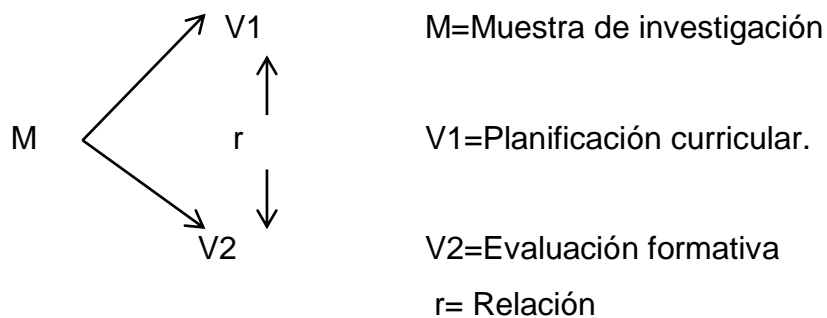 V1 M=Muestra de investigación
M r V1=Planificación curricular.
V2 V2=Evaluación formativa
r= Relación